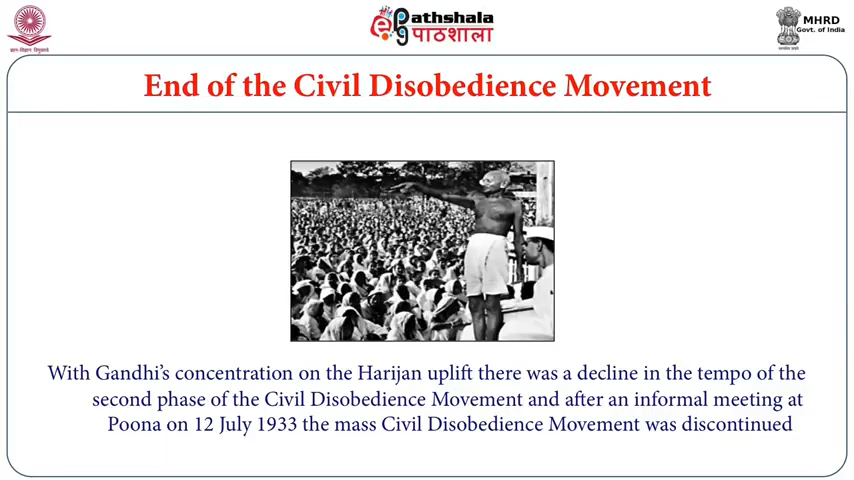 e-PG Pathshala
पाठशाला
MHRD
Govt. of India
End of the Civil Disobedience Movement
With Gandhi’s concentration on the Harijan uplift there was a decline in the tempo of the
second phase of the Civil Disobedience Movement and after an informal meeting at
Poona on 12 July 1933 the mass Civil Disobedience Movement was discontinued